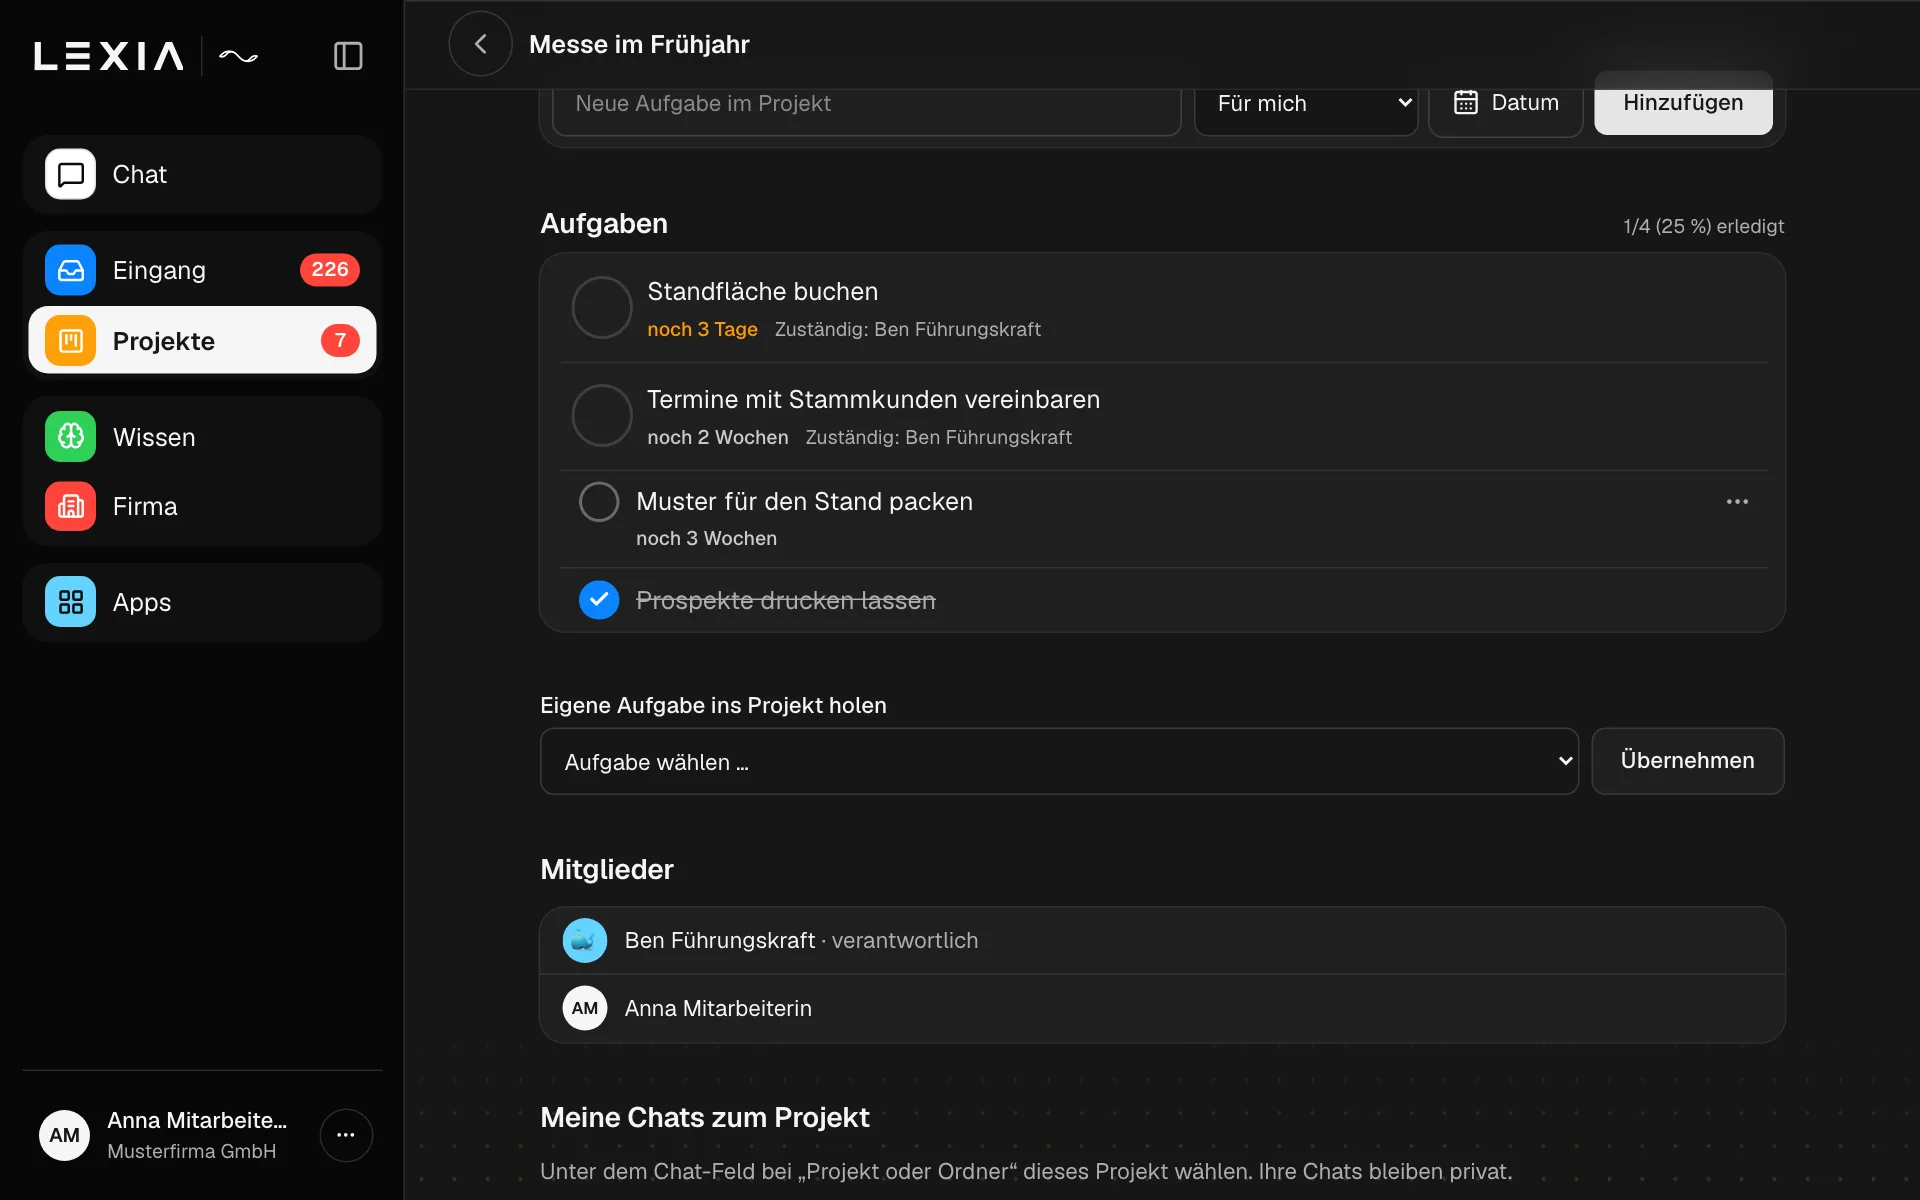 LEXIA
Chat
Eingang 226
Projekte 7
Wissen
Firma
Apps
AM Anna Mitarbeite...
Musterfirma GmbH
Messe im Frühjahr
Neue Aufgabe im Projekt Für mich Datum Hinzufügen
Aufgaben 1/4 (25 %) erledigt
Standfläche buchen
noch 3 Tage Zuständig: Ben Führungskraft
Termine mit Stammkunden vereinbaren
noch 2 Wochen Zuständig: Ben Führungskraft
Muster für den Stand packen
noch 3 Wochen
Prospekte drucken lassen
Eigene Aufgabe ins Projekt holen
Aufgabe wählen ... Übernehmen
Mitglieder
Ben Führungskraft · verantwortlich
AM Anna Mitarbeiterin
Meine Chats zum Projekt
Unter dem Chat-Feld bei „Projekt oder Ordner“ dieses Projekt wählen. Ihre Chats bleiben privat.